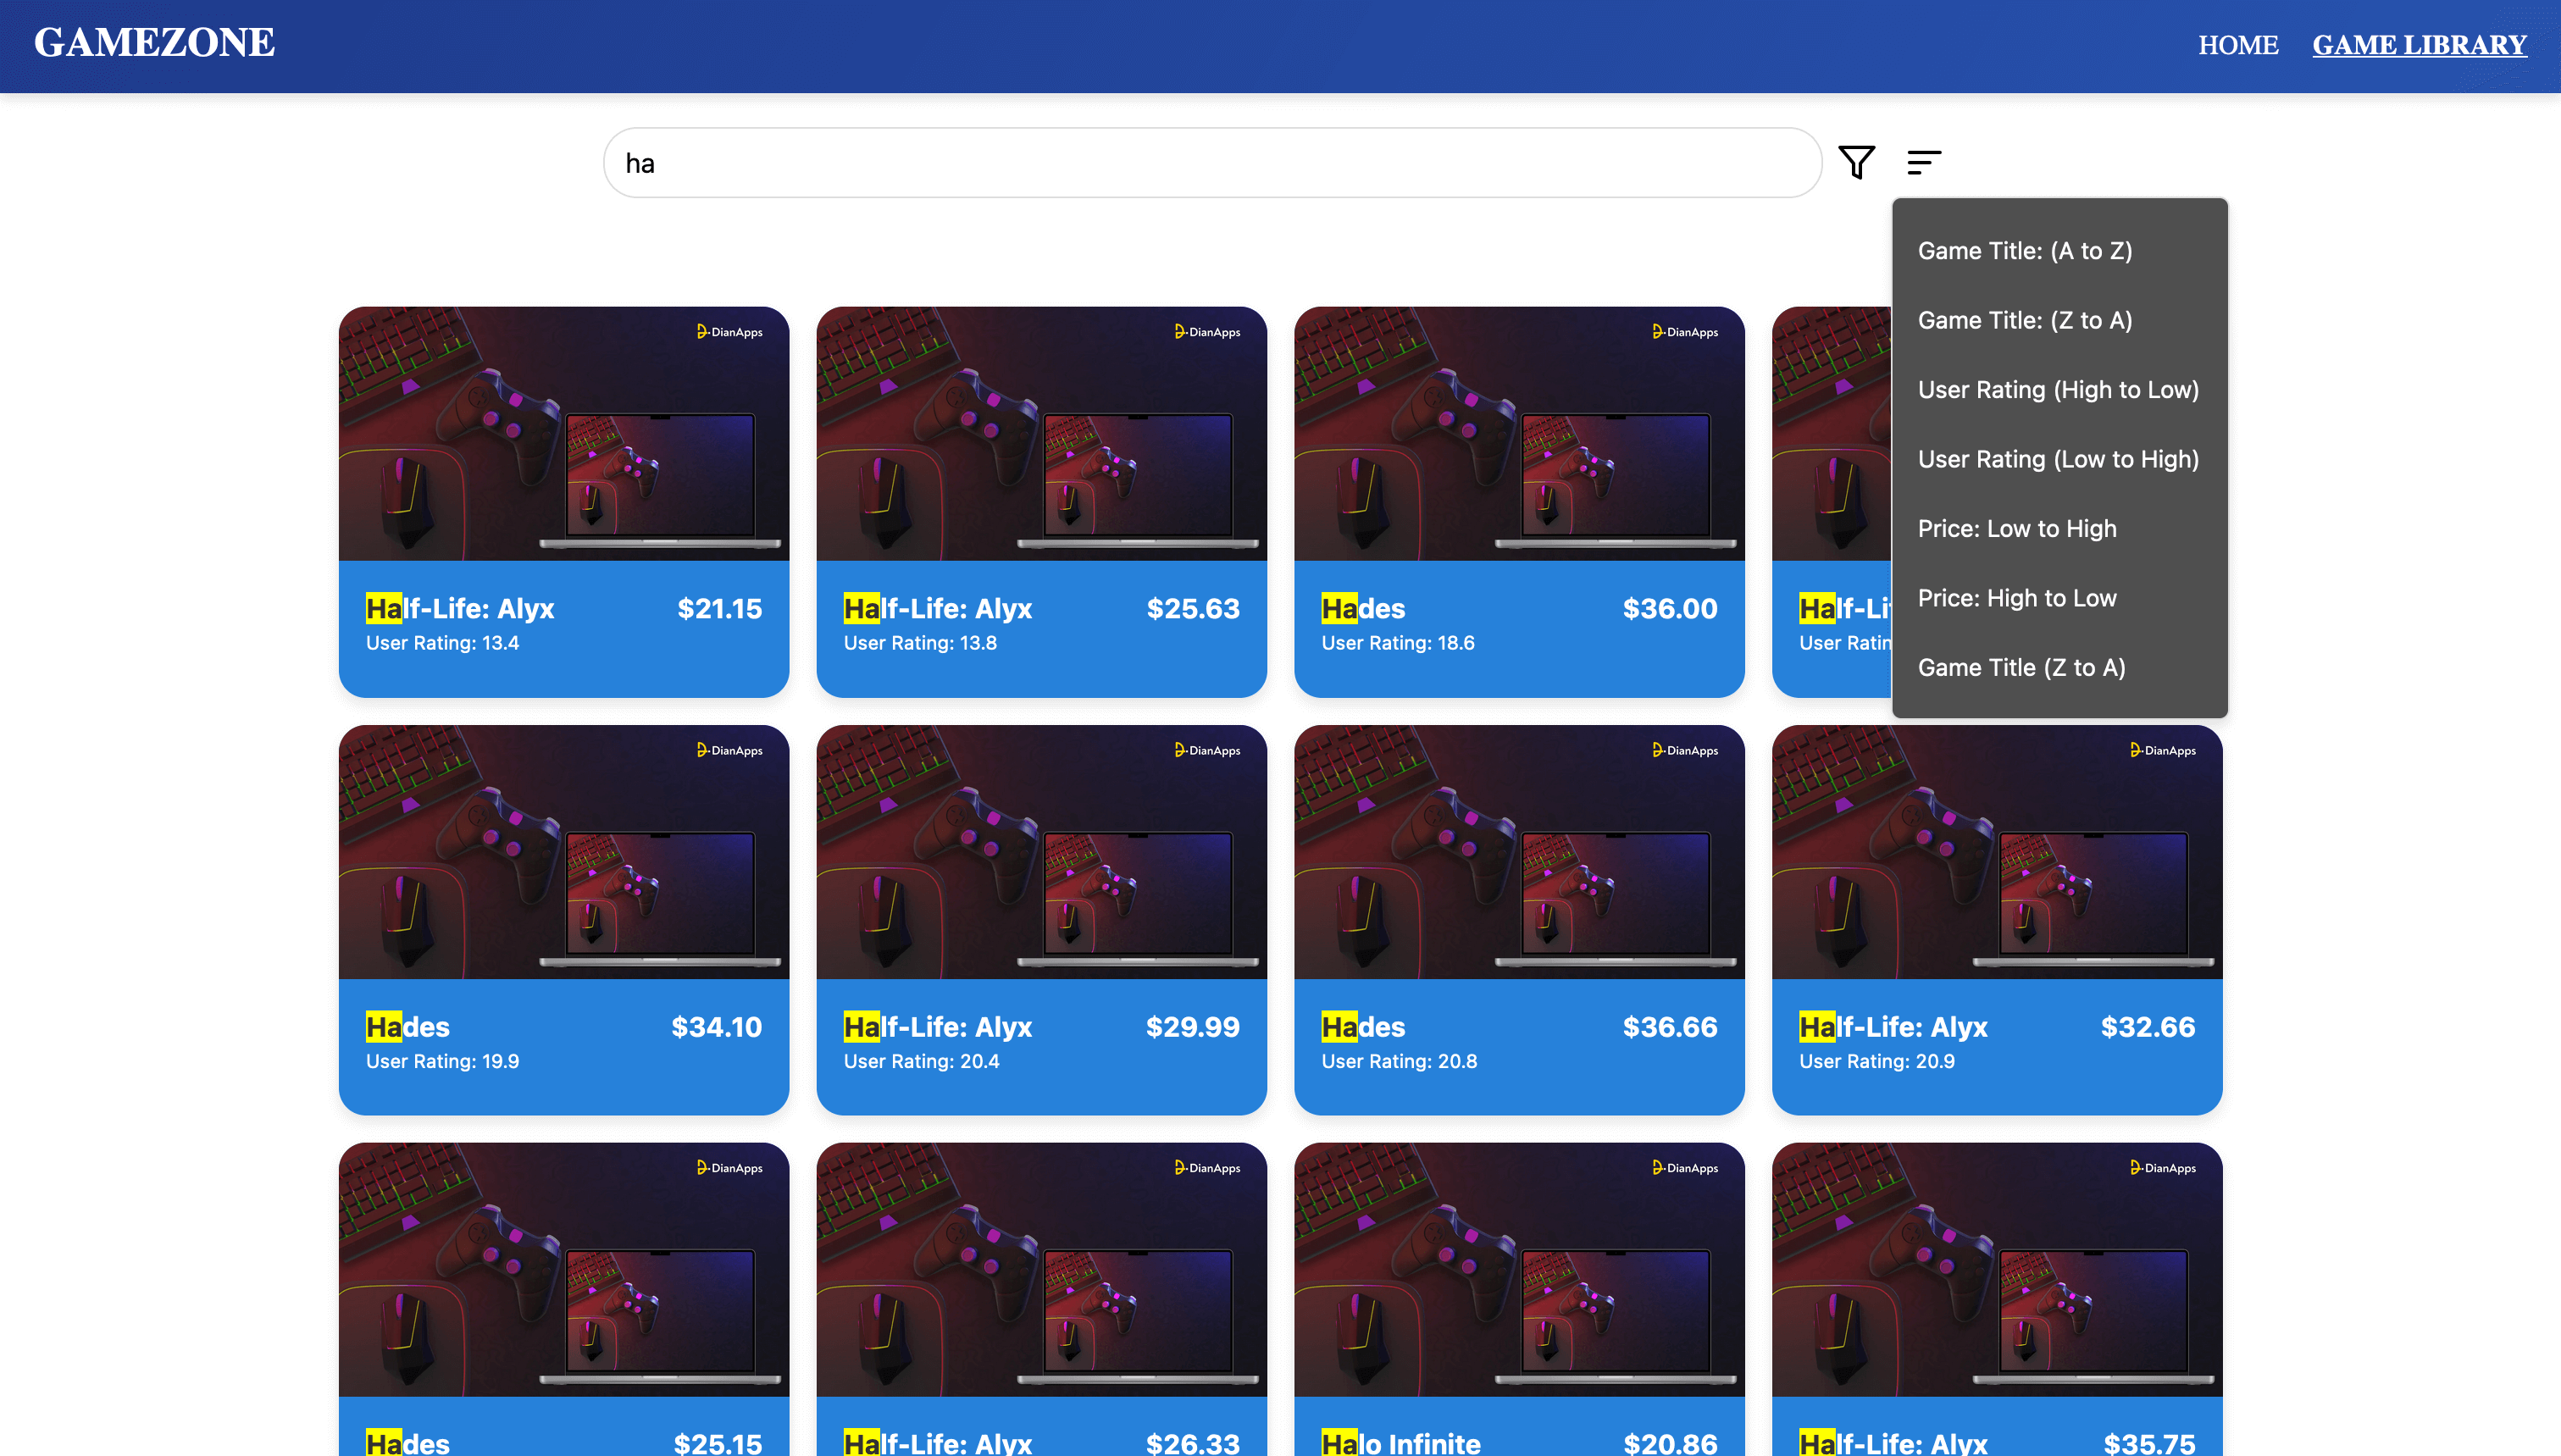 GAMEZONE
HOME
GAME LIBRARY
ha
Game Title: (A to Z)
Game Title: (Z to A)
User Rating (High to Low)
User Rating (Low to High)
Price: Low to High
Price: High to Low
Game Title (Z to A)
DianApps
DianApps
DianApps
Half-Life: Alyx $21.15
User Rating: 13.4
Half-Life: Alyx $25.63
User Rating: 13.8
Hades $36.00
User Rating: 18.6
Half-Li
User Ratin
DianApps
DianApps
DianApps
DianApps
Hades $34.10
User Rating: 19.9
Half-Life: Alyx $29.99
User Rating: 20.4
Hades $36.66
User Rating: 20.8
Half-Life: Alyx $32.66
User Rating: 20.9
DianApps
DianApps
DianApps
DianApps
Hades $25.15
Half-Life: Alyx $26.33
Halo Infinite $20.86
Half-Life: Alyx $35.75